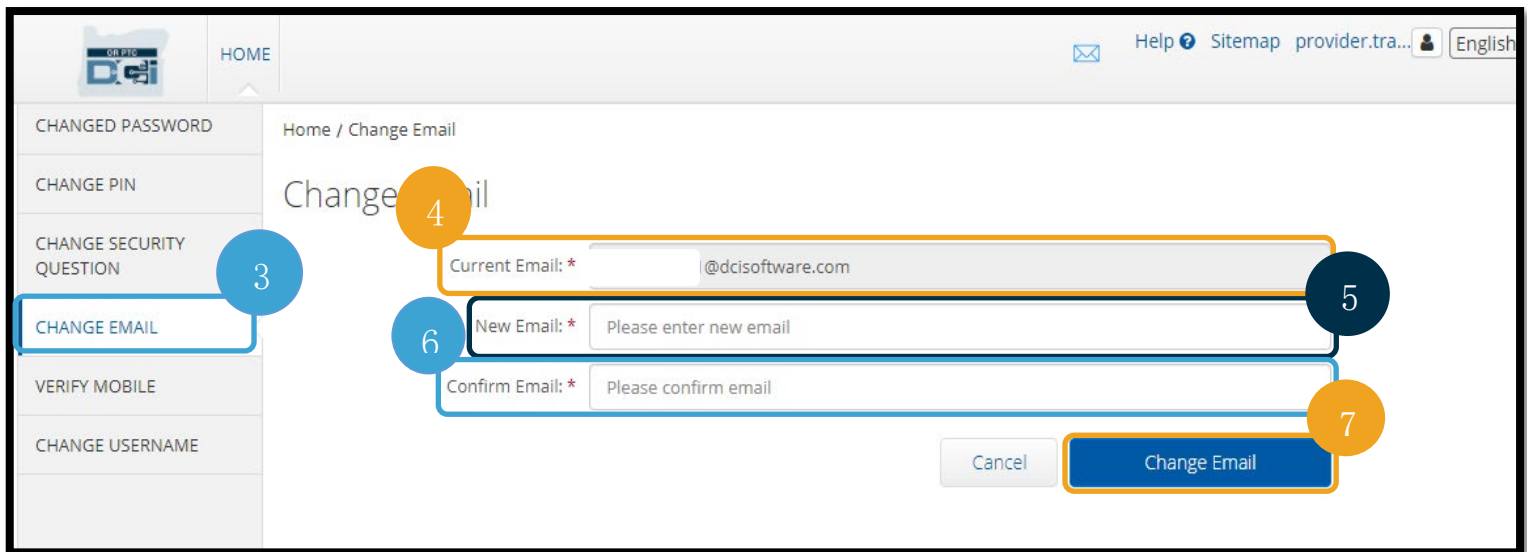 OR PTC
DCi
HOME
Help ? Sitemap provider.tra... English
CHANGED PASSWORD
CHANGE PIN
CHANGE SECURITY
QUESTION
3
CHANGE EMAIL
VERIFY MOBILE
CHANGE USERNAME
Home / Change Email
Change il
4
Current Email: * @dcisoftware.com
5
New Email: * Please enter new email
6
Confirm Email: * Please confirm email
7
Cancel Change Email